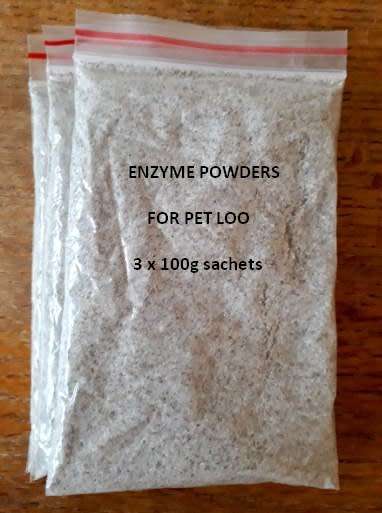 ENZYME POWDERS
FOR PET LOO
3 x 100g sachets